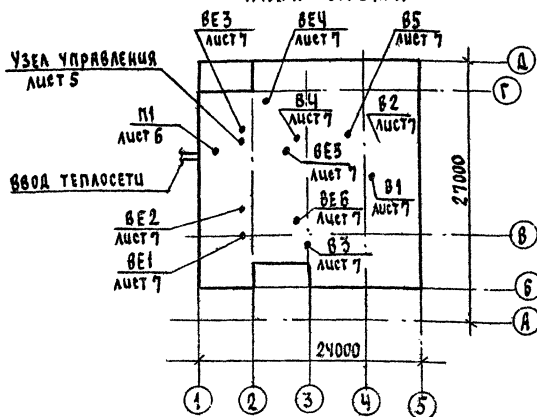 ВЕ3
лист 7
ВЕ4
лист 7
В5
лист 7
Узел управления
лист 5
Д
Г
П1
лист 6
В4
лист 7
В2
лист 7
ВЕ5
лист 7
В1
лист 7
Ввод теплосети
27000
ВЕ2
лист 7
ВЕ6
лист 7
В
ВЕ1
лист 7
В3
лист 7
Б
А
24000
1
2
3
4
5